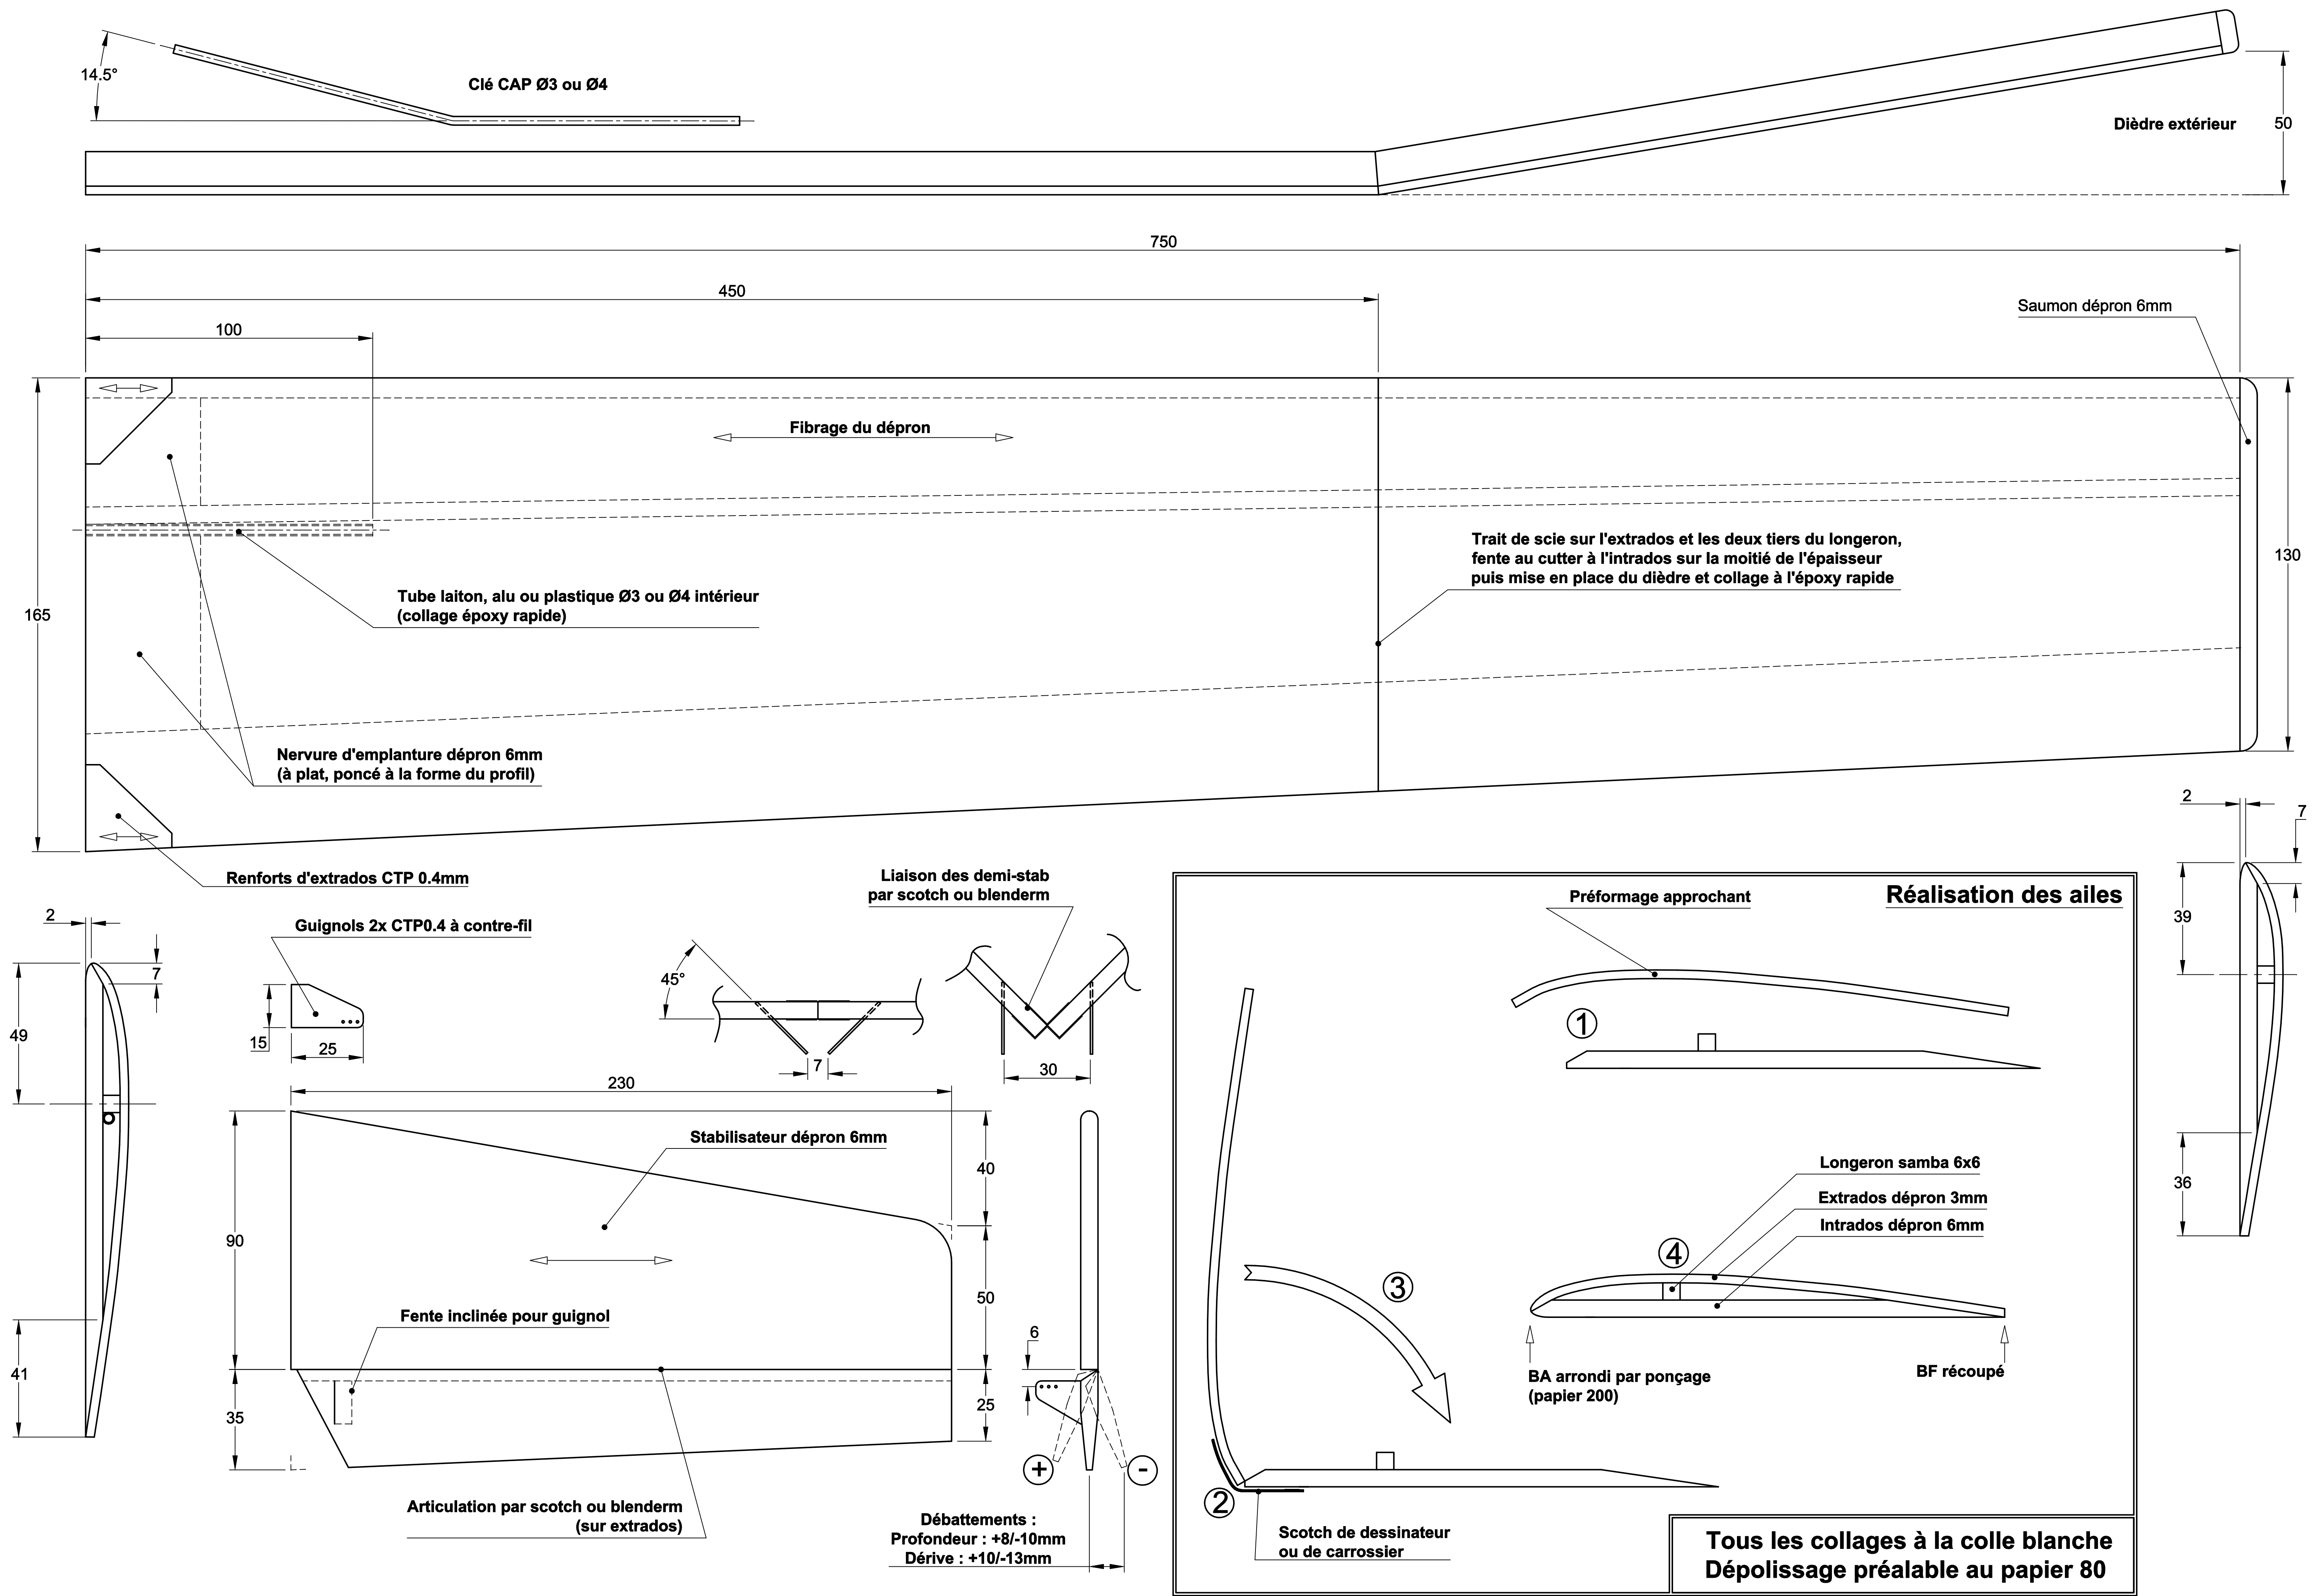 14.5°
Clé CAP Ø3 ou Ø4
Dièdre extérieur
50
750
450
100
Saumon dépron 6mm
Fibrage du dépron
165
130
Trait de scie sur l'extrados et les deux tiers du longeron,
fente au cutter à l'intrados sur la moitié de l'épaisseur
puis mise en place du dièdre et collage à l'époxy rapide
Tube laiton, alu ou plastique Ø3 ou Ø4 intérieur
(collage époxy rapide)
Nervure d'emplanture dépron 6mm
(à plat, poncé à la forme du profil)
Renforts d'extrados CTP 0.4mm
2
7
49
41
Guignols 2x CTP0.4 à contre-fil
15
25
Liaison des demi-stab
par scotch ou blenderm
45°
7
30
230
Stabilisateur dépron 6mm
90
40
50
Fente inclinée pour guignol
35
25
6
+
-
Articulation par scotch ou blenderm
(sur extrados)
Débattements :
Profondeur : +8/-10mm
Dérive : +10/-13mm
Réalisation des ailes
Préformage approchant
1
Longeron samba 6x6
Extrados dépron 3mm
Intrados dépron 6mm
4
3
BA arrondi par ponçage
(papier 200)
BF récoupé
2
Scotch de dessinateur
ou de carrossier
Tous les collages à la colle blanche
Dépolissage préalable au papier 80
2
7
39
36